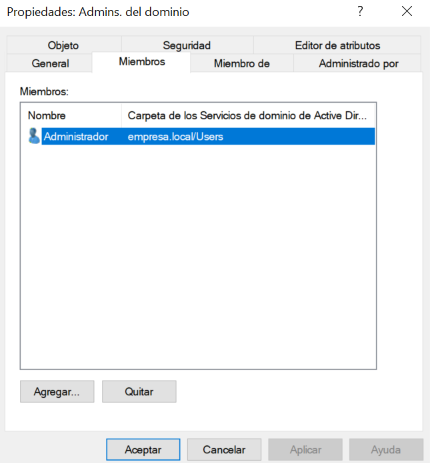 Propiedades: Admins. del dominio ?
Objeto Seguridad Editor de atributos
General Miembros Miembro de Administrado por
Miembros:
Nombre Carpeta de los Servicios de dominio de Active Dir...
Administrador empresa.local/Users
Agregar... Quitar
Aceptar Cancelar Aplicar Ayuda